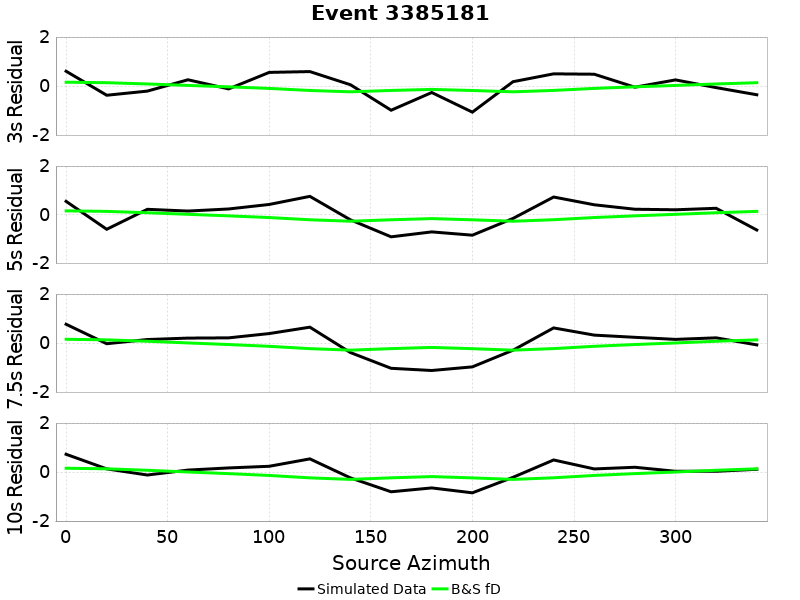 Event 3385181
2
0
-2
3s Residual
2
0
-2
5s Residual
2
0
-2
7.5s Residual
2
0
-2
10s Residual
0 50 100 150 200 250 300
Source Azimuth
Simulated Data B&S fD